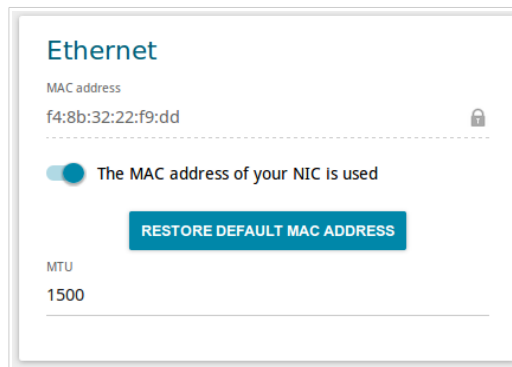 Ethernet
MAC address
f4:8b:32:22:f9:dd
The MAC address of your NIC is used
RESTORE DEFAULT MAC ADDRESS
MTU
1500